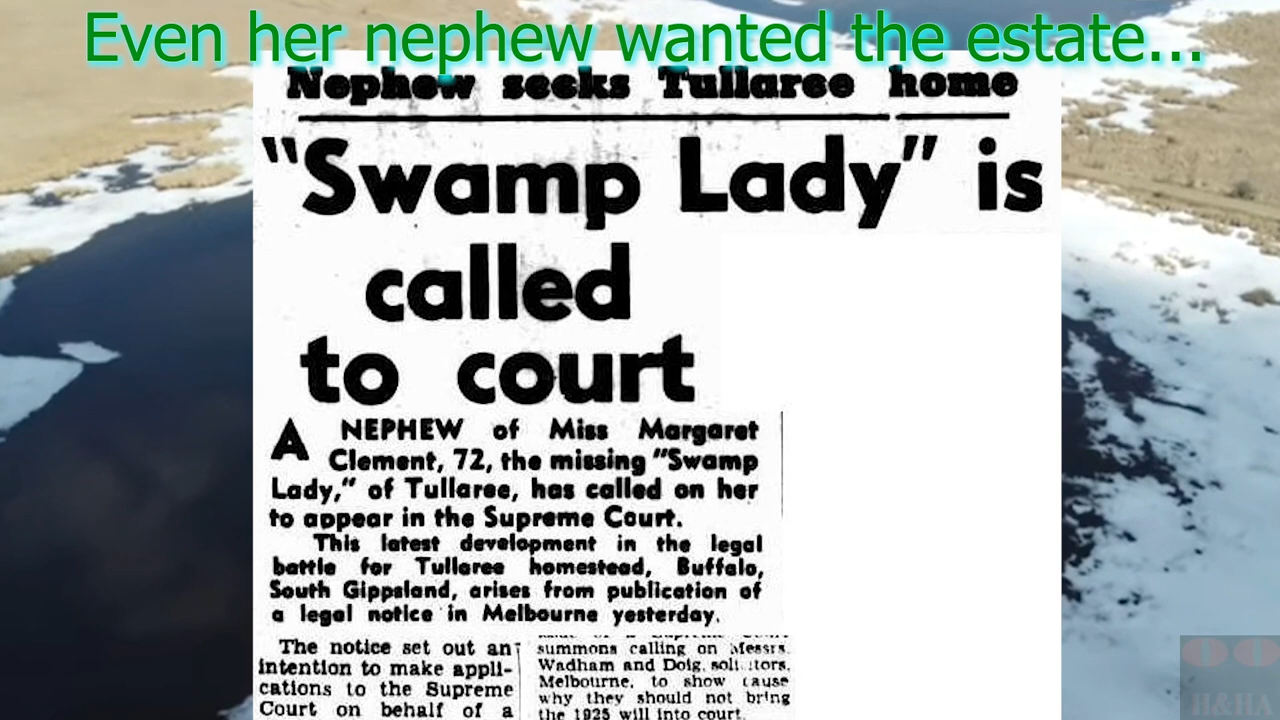 Even her nephew wanted the estate...
Nephew seeks Tullaree home
"Swamp Lady" is
called
to court
A NEPHEW of Miss Margaret
Clement, 72, the missing "Swamp
Lady," of Tullaree, has called on her
to appear in the Supreme Court.
This latest development in the legal
battle for Tullaree homestead, Buffalo,
South Gippsland, arises from publication of
a legal notice in Melbourne yesterday.
The notice set out an
intention to make appli-
cations to the Supreme
Court on behalf of a
summons calling on Messrs.
Wadham and Doig, solicitors,
Melbourne, to show cause
why they should not bring
the 1925 will into court.
H&HA